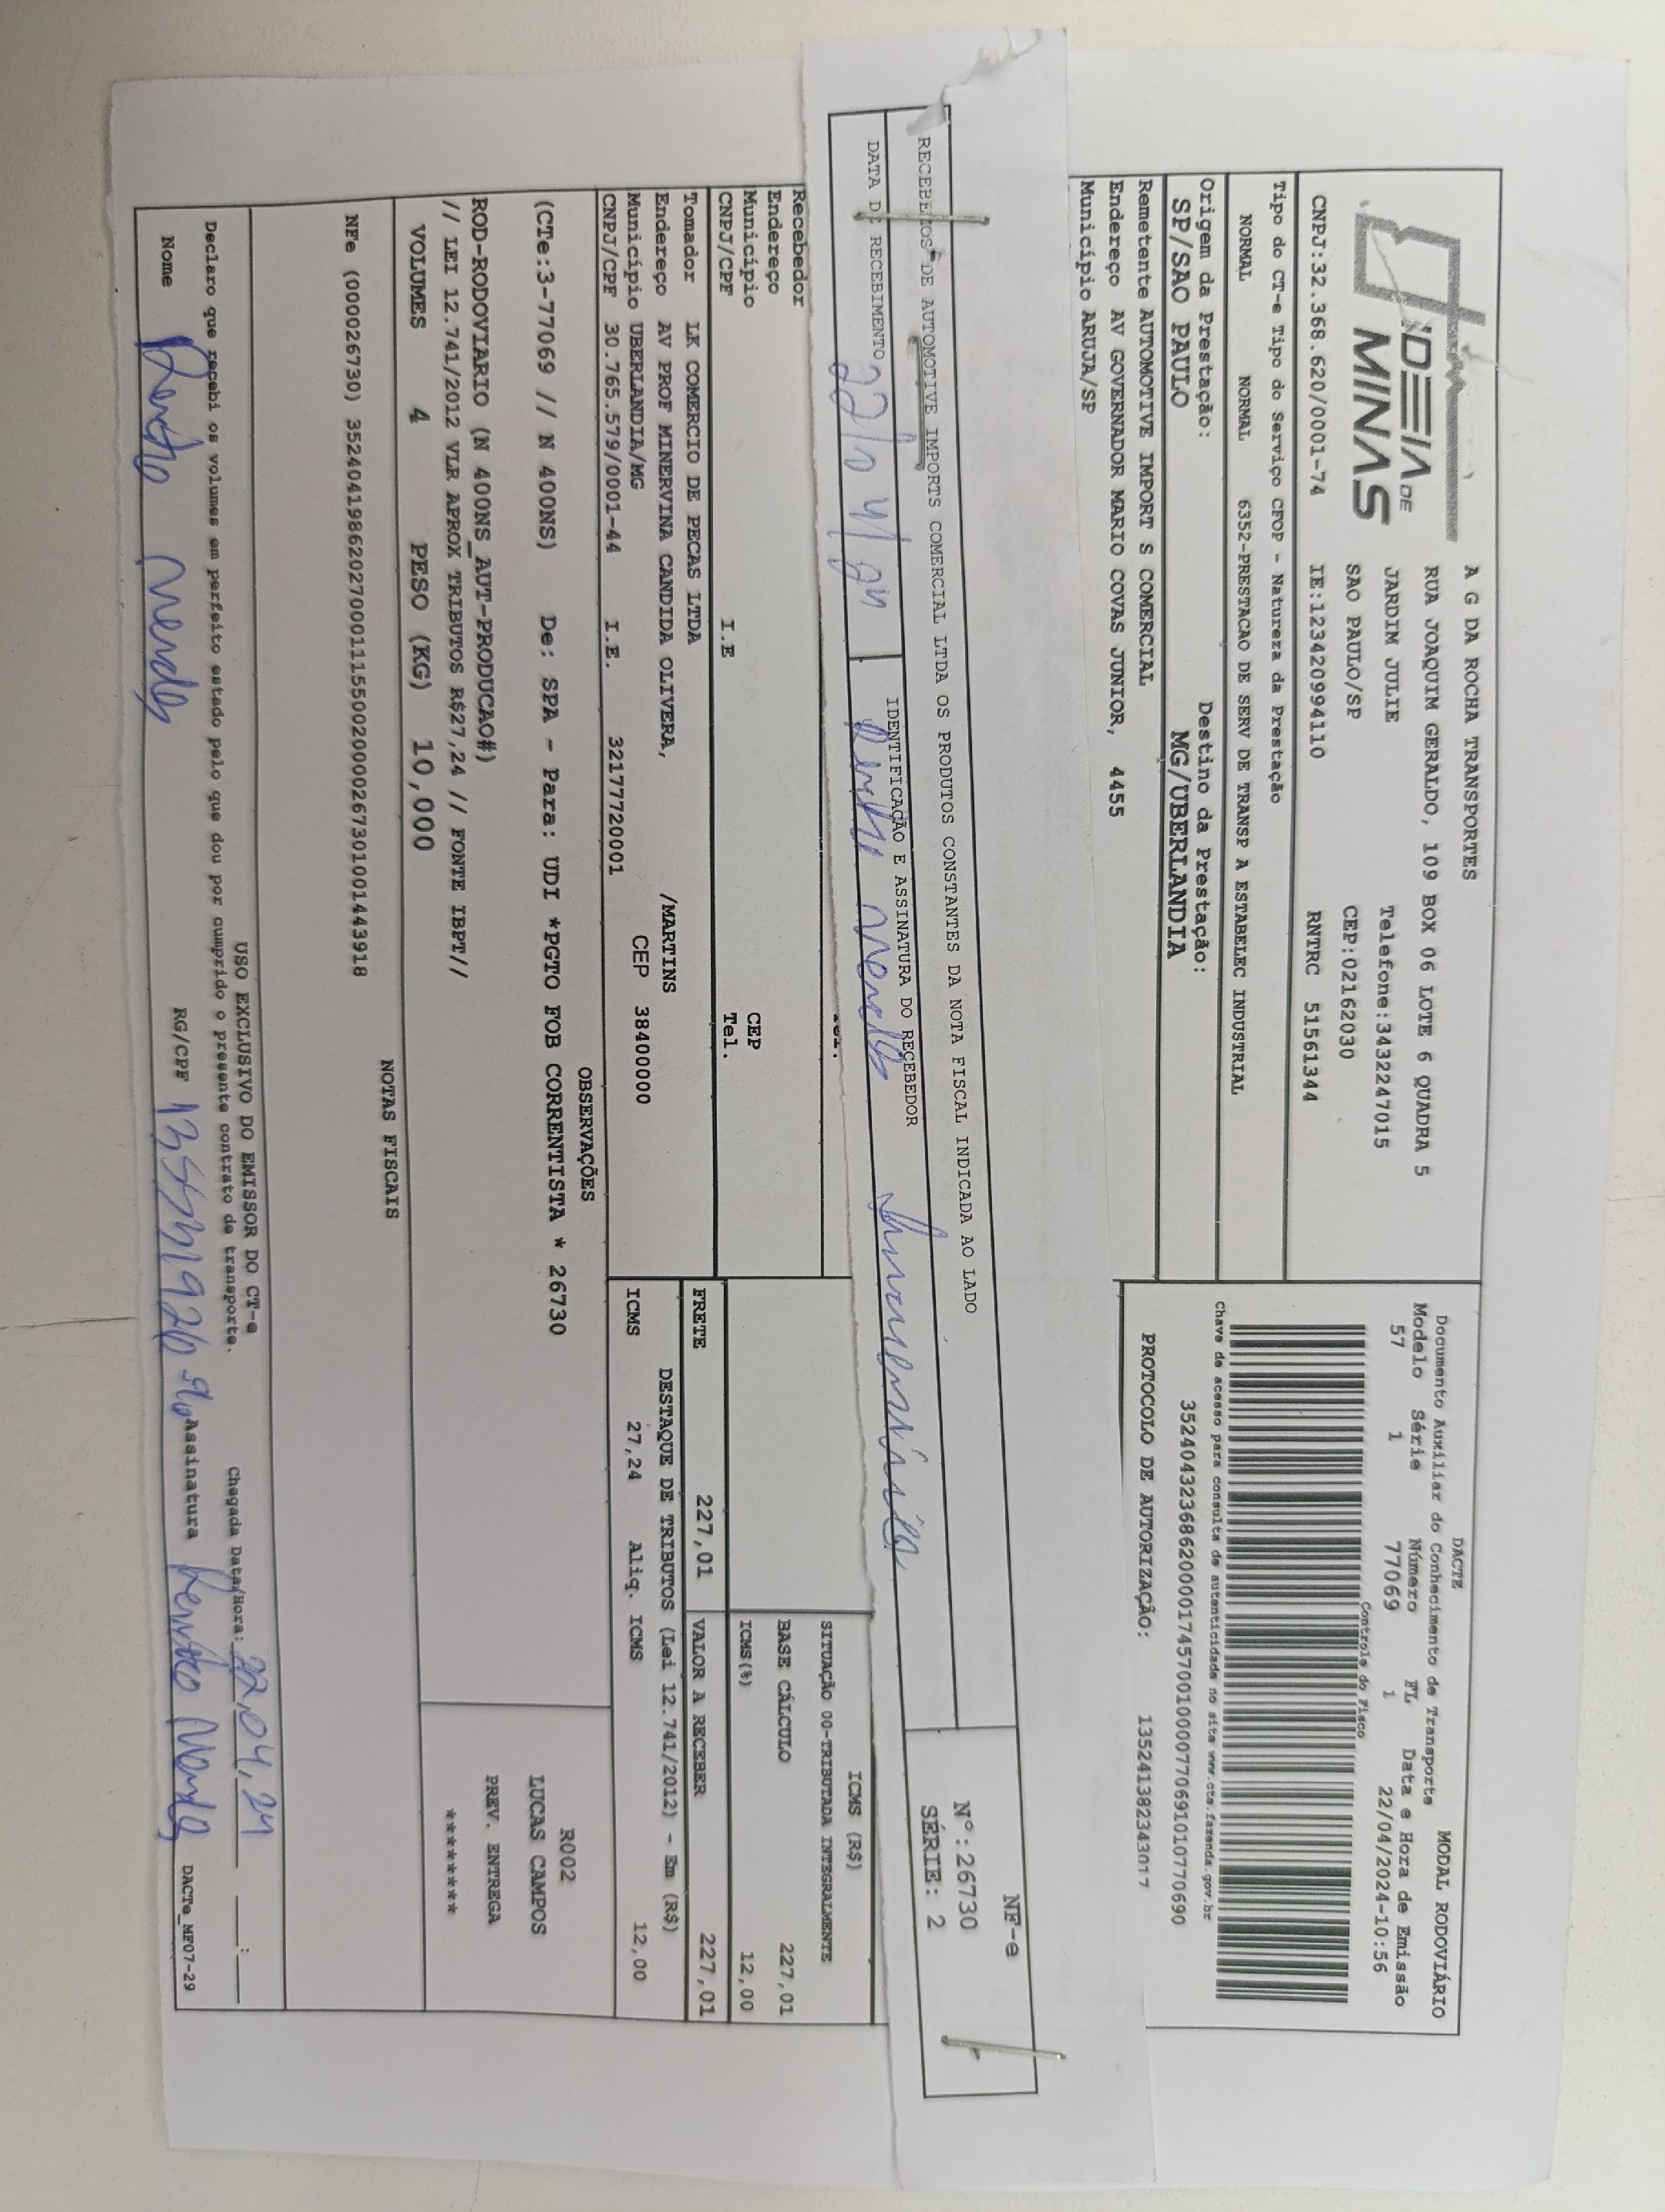 IDEIA DE
MINAS
A G DA ROCHA TRANSPORTES
RUA JOAQUIM GERALDO, 109 BOX 06 LOTE 6 QUADRA 5
JARDIM JULIE Telefone:3432247015
SAO PAULO/SP CEP:02162030
CNPJ:32.368.620/0001-74 IE:123420994110 RNTRC 51561344
DACTE MODAL RODOVIÁRIO
Documento Auxiliar do Conhecimento de Transporte
Modelo Série Número FL Data e Hora de Emissão
57 1 77069 1 22/04/2024-10:56
Controle do Fisco
Chave de acesso para consulta de autenticidade no site www.cte.fazenda.gov.br
35240432368620000174570010000770691010770690
PROTOCOLO DE AUTORIZAÇÃO: 135241382343017
Tipo do CT-e Tipo do Serviço CFOP - Natureza da Prestação
NORMAL NORMAL 6352-PRESTACAO DE SERV DE TRANSP A ESTABELEC INDUSTRIAL
Origem da Prestação: Destino da Prestação:
SP/SAO PAULO MG/UBERLANDIA
Remetente AUTOMOTIVE IMPORT S COMERCIAL
Endereço AV GOVERNADOR MARIO COVAS JUNIOR, 4455
Município ARUJA/SP
RECEBEMOS DE AUTOMOTIVE IMPORTS COMERCIAL LTDA OS PRODUTOS CONSTANTES DA NOTA FISCAL INDICADA AO LADO
DATA DE RECEBIMENTO IDENTIFICAÇÃO E ASSINATURA DO RECEBEDOR
22/04/24
NF-e
Nº:26730
SÉRIE: 2
Recebedor
Endereço
Município CEP
CNPJ/CPF I.E Tel.
Tomador LK COMERCIO DE PECAS LTDA
Endereço AV PROF MINERVINA CANDIDA OLIVERA, /MARTINS
Município UBERLANDIA/MG CEP 38400000
CNPJ/CPF 30.765.579/0001-44 I.E. 32177720001
ICMS (R$)
SITUAÇÃO 00-TRIBUTADA INTEGRALMENTE
BASE CÁLCULO 227,01
ICMS(%) 12,00
FRETE 227,01 VALOR A RECEBER 227,01
DESTAQUE DE TRIBUTOS (Lei 12.741/2012) - Em (R$)
ICMS 27,24 Aliq. ICMS 12,00
OBSERVAÇÕES
(CTe:3-77069 // N 400NS) De: SPA - Para: UDI *PGTO FOB CORRENTISTA * 26730
ROD-RODOVIARIO (N 400NS_AUT-PRODUCAO#)
// LEI 12.741/2012 VLR APROX TRIBUTOS R$27,24 // FONTE IBPT//
VOLUMES 4 PESO (KG) 10,000
R002
LUCAS CAMPOS
PREV. ENTREGA
********
NOTAS FISCAIS
NFe (000026730) 35240419862027000111550020000267301001443918
USO EXCLUSIVO DO EMISSOR DO CT-e
Declaro que recebi os volumes em perfeito estado pelo que dou por cumprido o presente contrato de transporte.
Chegada Data/Hora: 22,04,24 __:__
Nome RG/CPF Assinatura
DACTe_MF07-29